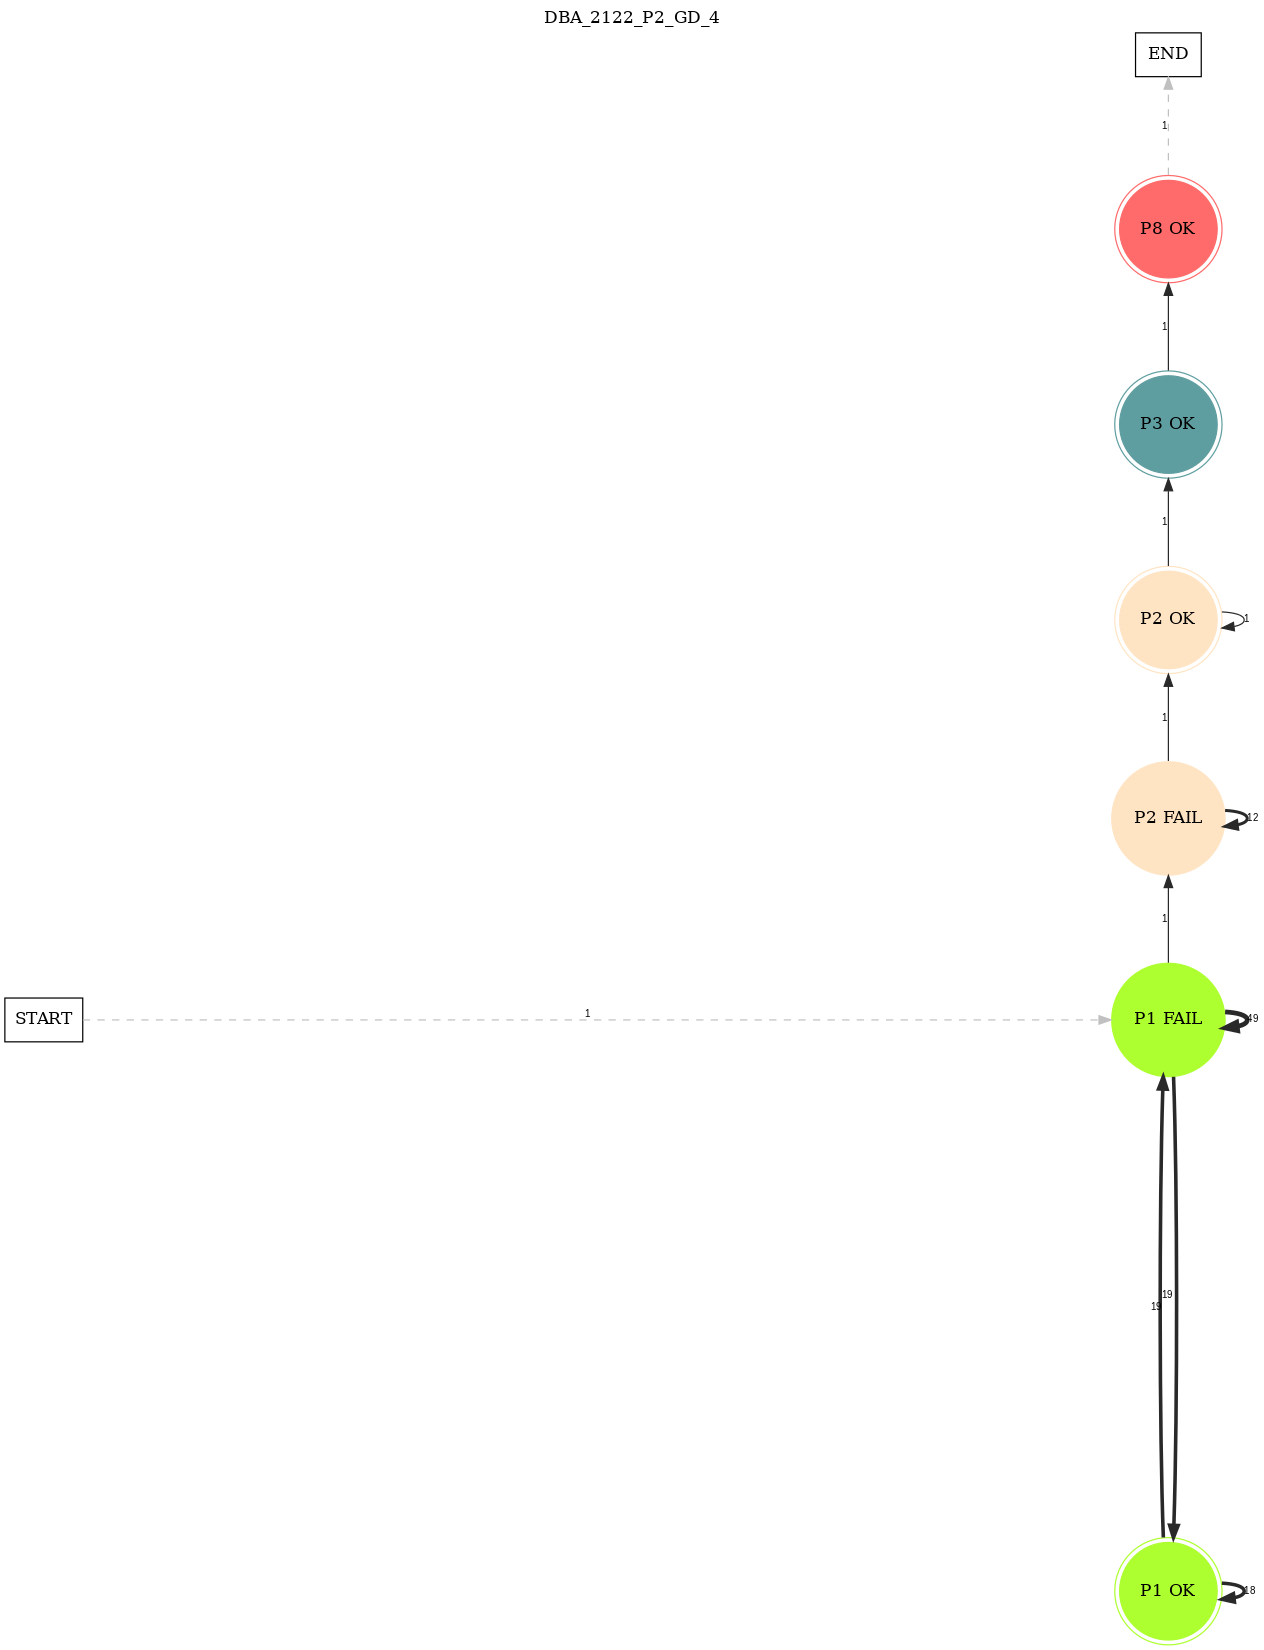 DBA_2122_P2_GD_4
END
1
P8 OK
1
P3 OK
1
P2 OK
1
1
P2 FAIL
12
1
START
1
P1 FAIL
49
19
19
P1 OK
18